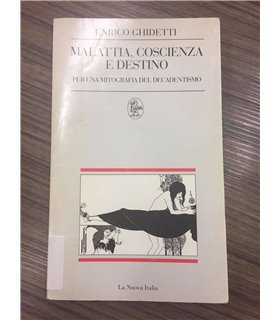 ENRICO GHIDETTI
MALATTIA, COSCIENZA
E DESTINO
PER UNA MITOGRAFIA DEL DECADENTISMO
La Nuova Italia